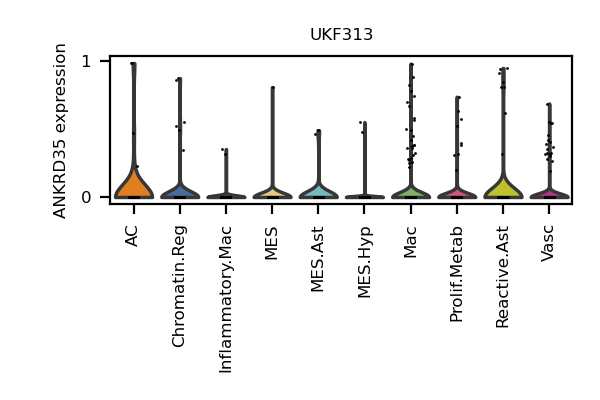 UKF313
ANKRD35 expression
1
0
AC
Chromatin.Reg
Inflammatory.Mac
MES
MES.Ast
MES.Hyp
Mac
Prolif.Metab
Reactive.Ast
Vasc